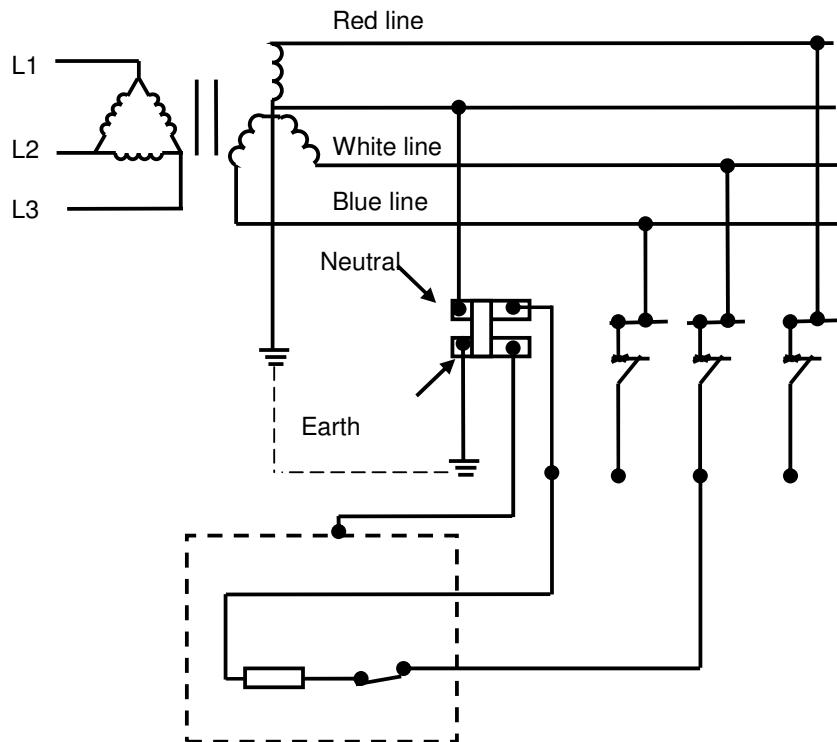 Red line
L1
L2
White line
L3
Blue line
Neutral
Earth